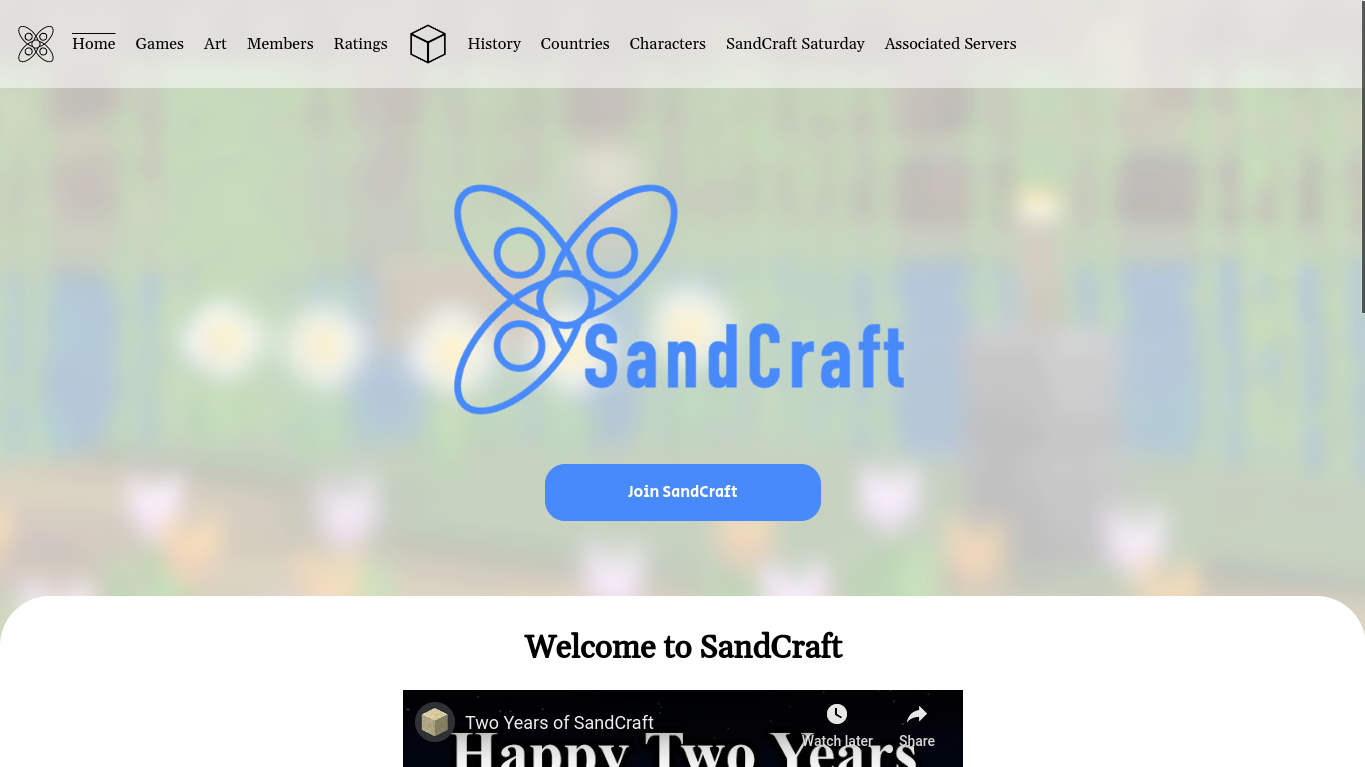 Home Games Art Members Ratings History Countries Characters SandCraft Saturday Associated Servers
SandCraft
Join SandCraft
Welcome to SandCraft
Two Years of SandCraft
Watch later Share
Happy Two Years